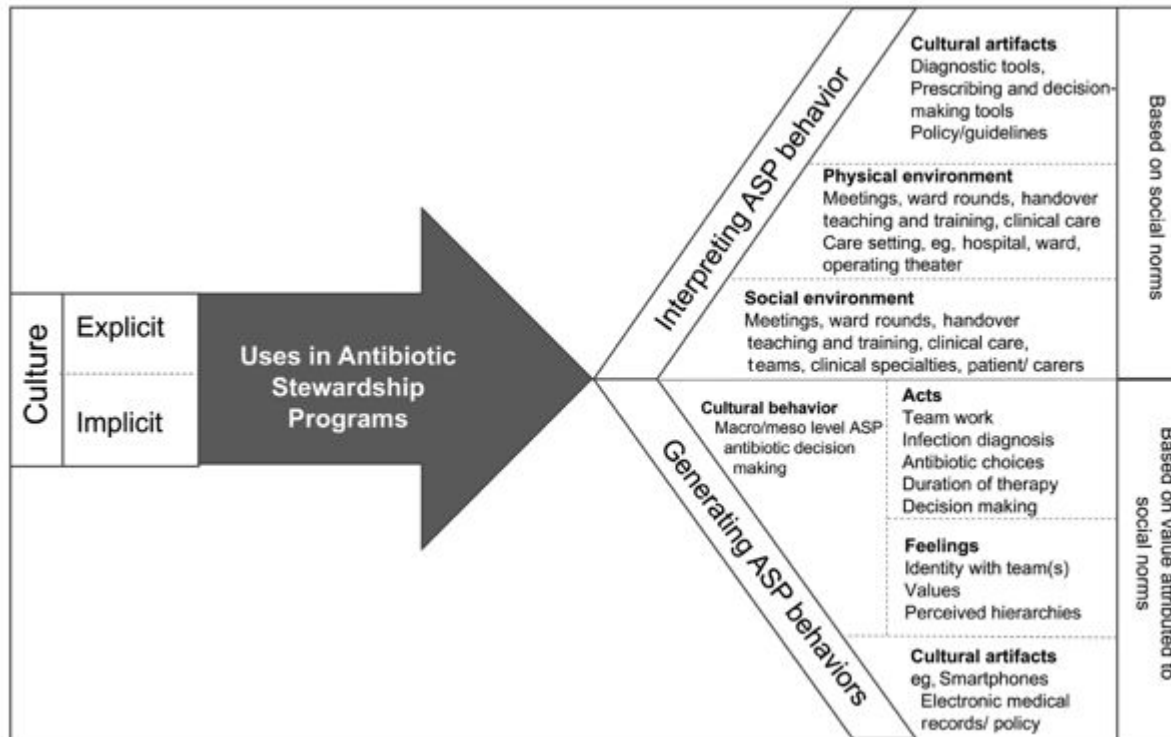 Culture
Explicit
Implicit
Uses in Antibiotic
Stewardship
Programs
Interpreting ASP behavior
Cultural artifacts
Diagnostic tools,
Prescribing and decision-
making tools
Policy/guidelines
Physical environment
Meetings, ward rounds, handover
teaching and training, clinical care
Care setting, eg, hospital, ward,
operating theater
Social environment
Meetings, ward rounds, handover
teaching and training, clinical care,
teams, clinical specialties, patient/ carers
Based on social norms
Generating ASP behaviors
Cultural behavior
Macro/meso level ASP
antibiotic decision
making
Acts
Team work
Infection diagnosis
Antibiotic choices
Duration of therapy
Decision making
Feelings
Identity with team(s)
Values
Perceived hierarchies
Cultural artifacts
eg, Smartphones
Electronic medical
records/ policy
Based on value attributed to
social norms